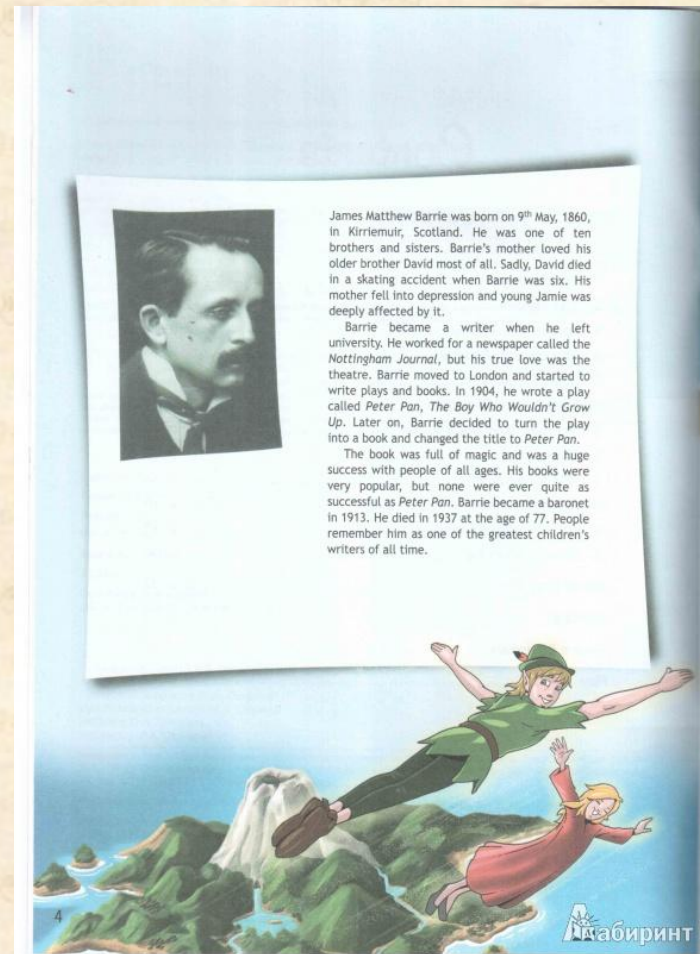 James Matthew Barrie was born on 9th May, 1860,
in Kirriemuir, Scotland. He was one of ten
brothers and sisters. Barrie's mother loved his
older brother David most of all. Sadly, David died
in a skating accident when Barrie was six. His
mother fell into depression and young Jamie was
deeply affected by it.
Barrie became a writer when he left
university. He worked for a newspaper called the
Nottingham Journal, but his true love was the
theatre. Barrie moved to London and started to
write plays and books. In 1904, he wrote a play
called Peter Pan, The Boy Who Wouldn't Grow
Up. Later on, Barrie decided to turn the play
into a book and changed the title to Peter Pan.
The book was full of magic and was a huge
success with people of all ages. His books were
very popular, but none were ever quite as
successful as Peter Pan. Barrie became a baronet
in 1913. He died in 1937 at the age of 77. People
remember him as one of the greatest children's
writers of all time.
4
Лабиринт